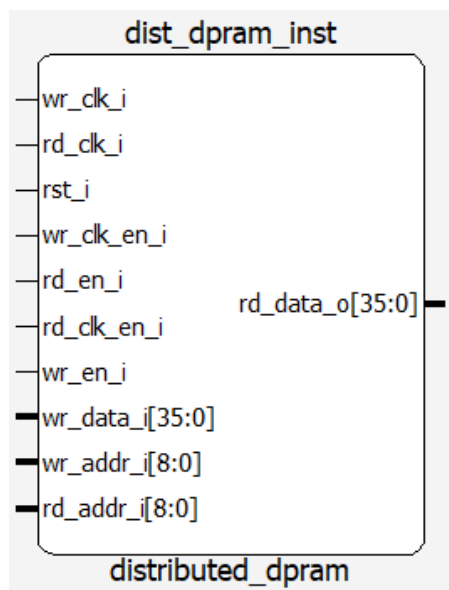 dist_dpram_inst
wr_clk_i
rd_clk_i
rst_i
wr_clk_en_i
rd_en_i
rd_data_o[35:0]
rd_clk_en_i
wr_en_i
wr_data_i[35:0]
wr_addr_i[8:0]
rd_addr_i[8:0]
distributed_dpram